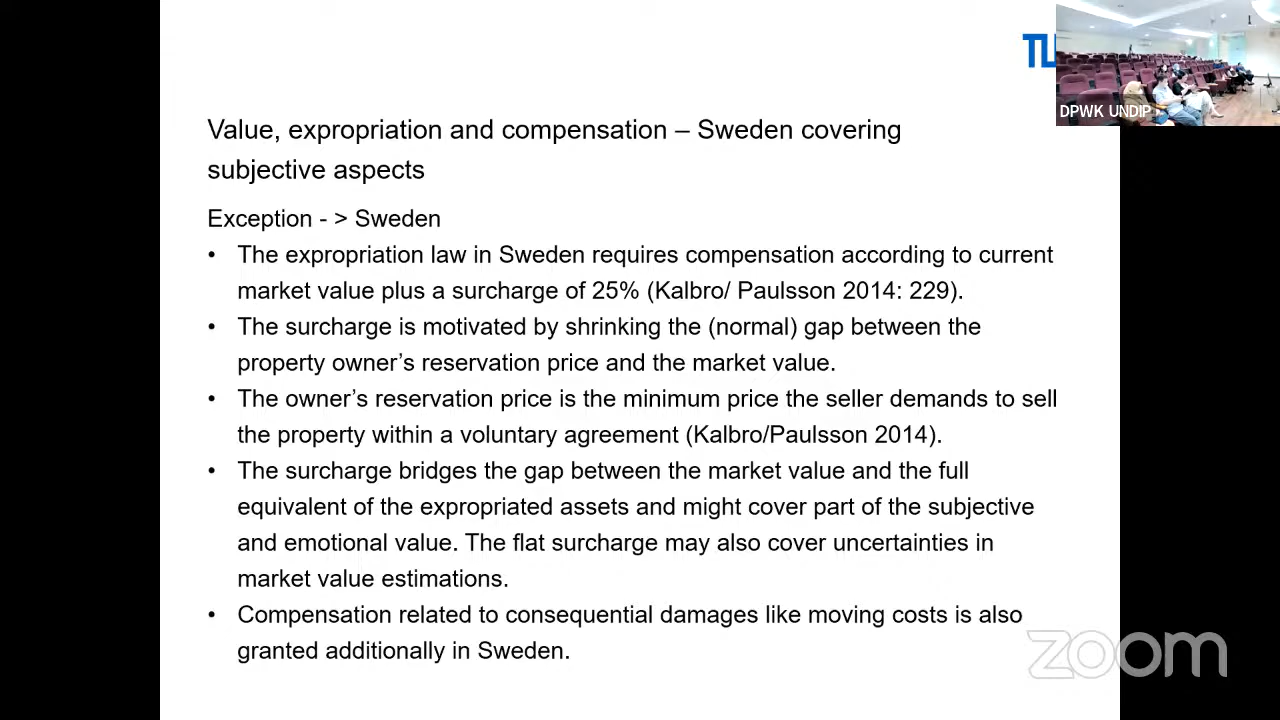 TU
DPWK UNDIP
Value, expropriation and compensation – Sweden covering
subjective aspects
Exception - > Sweden
• The expropriation law in Sweden requires compensation according to current
market value plus a surcharge of 25% (Kalbro/ Paulsson 2014: 229).
• The surcharge is motivated by shrinking the (normal) gap between the
property owner’s reservation price and the market value.
• The owner’s reservation price is the minimum price the seller demands to sell
the property within a voluntary agreement (Kalbro/Paulsson 2014).
• The surcharge bridges the gap between the market value and the full
equivalent of the expropriated assets and might cover part of the subjective
and emotional value. The flat surcharge may also cover uncertainties in
market value estimations.
• Compensation related to consequential damages like moving costs is also
granted additionally in Sweden.
zoom